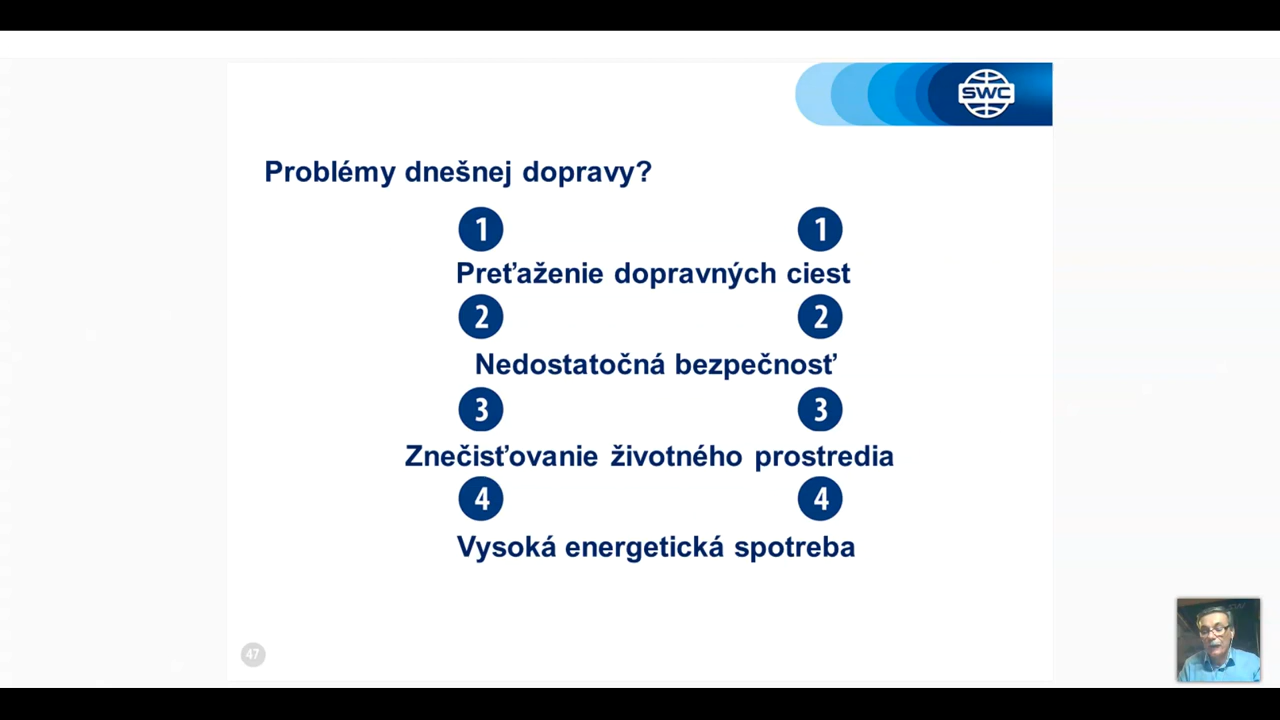 SWC
Problémy dnešnej dopravy?
1 1
Preťaženie dopravných ciest
2 2
Nedostatočná bezpečnosť
3 3
Znečisťovanie životného prostredia
4 4
Vysoká energetická spotreba
47